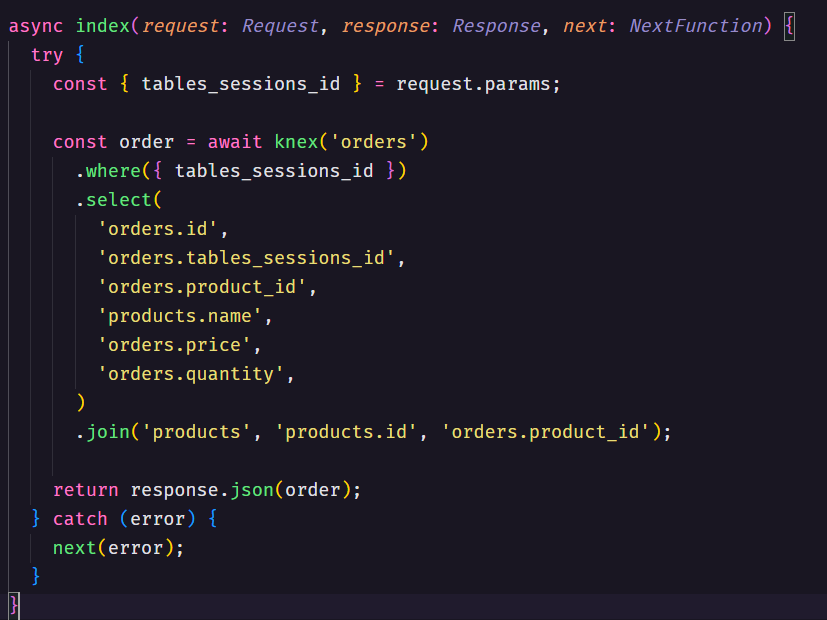 async index(request: Request, response: Response, next: NextFunction) {
  try {
    const { tables_sessions_id } = request.params;

    const order = await knex('orders')
      .where({ tables_sessions_id })
      .select(
        'orders.id',
        'orders.tables_sessions_id',
        'orders.product_id',
        'products.name',
        'orders.price',
        'orders.quantity',
      )
      .join('products', 'products.id', 'orders.product_id');

    return response.json(order);
  } catch (error) {
    next(error);
  }
}